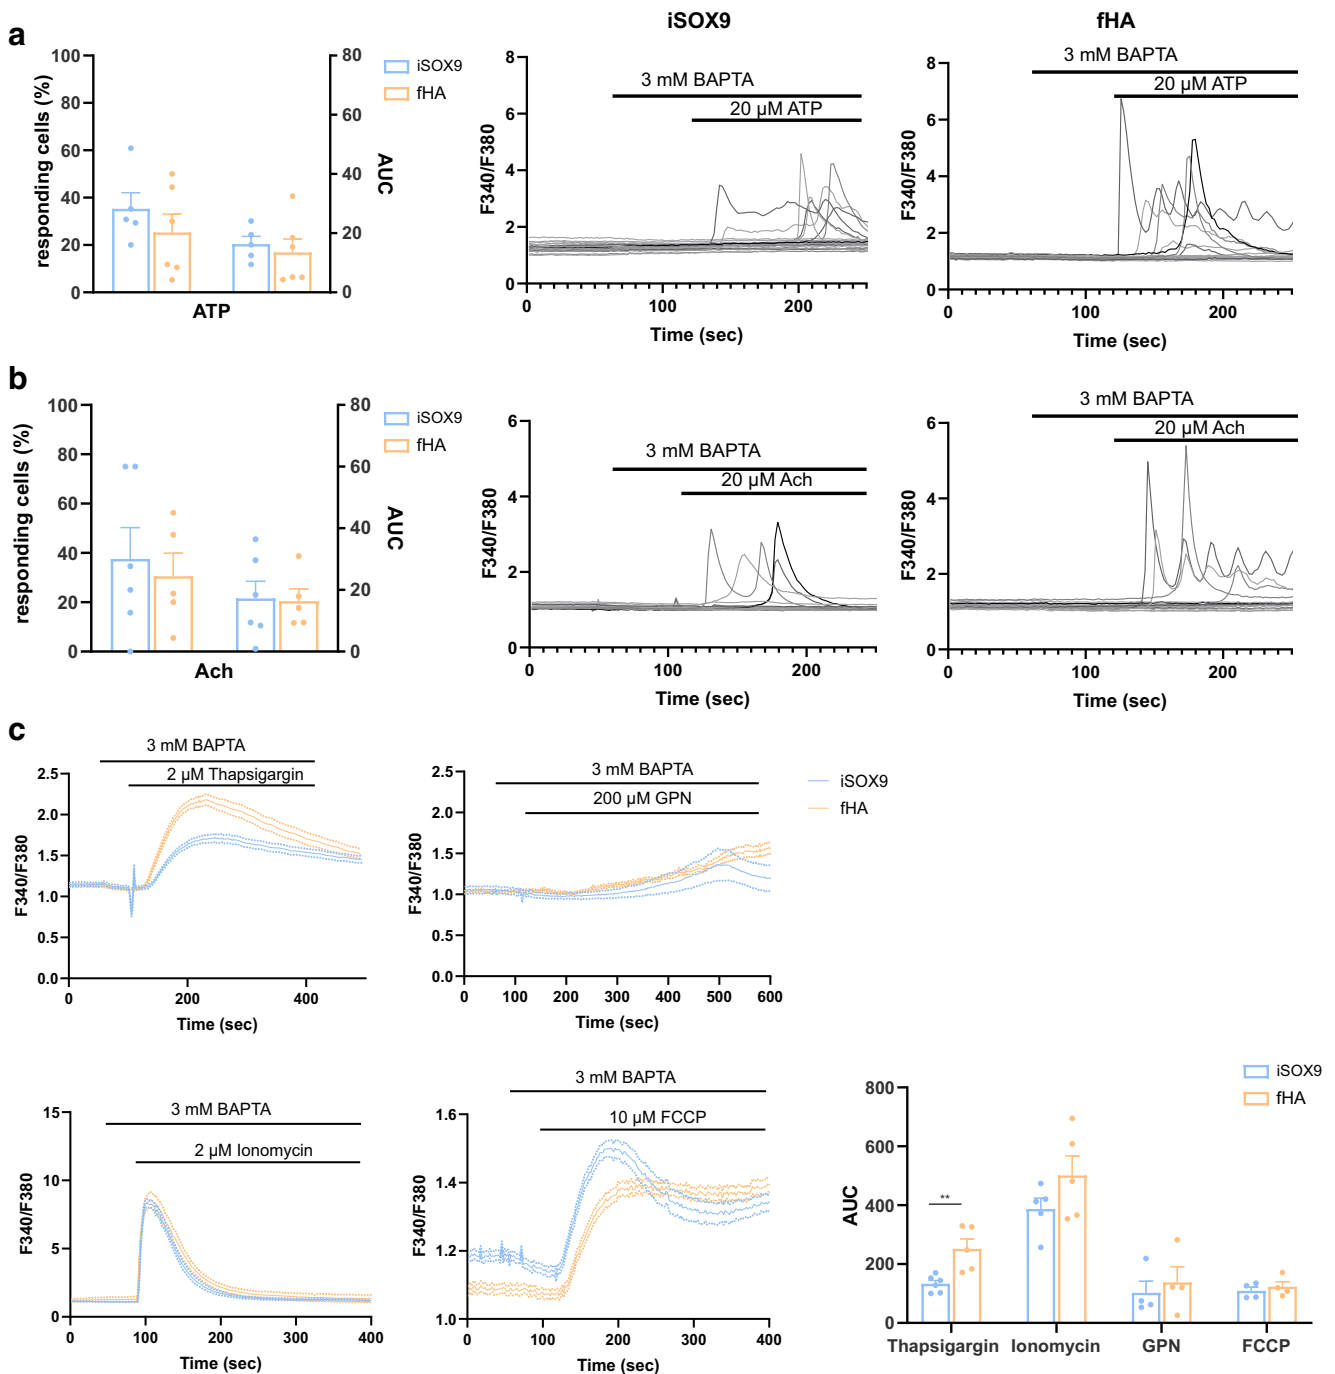 a
iSOX9
fHA
responding cells (%)
100
80
60
40
20
0
80
60
40
20
0
AUC
iSOX9
fHA
ATP
F340/F380
8
6
4
2
0
3 mM BAPTA
20 µM ATP
0
100
200
Time (sec)
F340/F380
8
6
4
2
0
3 mM BAPTA
20 µM ATP
0
100
200
Time (sec)
b
responding cells (%)
100
80
60
40
20
0
80
60
40
20
0
AUC
iSOX9
fHA
Ach
F340/F380
6
4
2
0
3 mM BAPTA
20 µM Ach
0
100
200
Time (sec)
F340/F380
6
4
2
0
3 mM BAPTA
20 µM Ach
0
100
200
Time (sec)
c
3 mM BAPTA
2 µM Thapsigargin
F340/F380
2.5
2.0
1.5
1.0
0.5
0.0
0
200
400
Time (sec)
3 mM BAPTA
200 µM GPN
F340/F380
2.5
2.0
1.5
1.0
0.5
0.0
0
100
200
300
400
500
600
Time (sec)
iSOX9
fHA
3 mM BAPTA
2 µM Ionomycin
F340/F380
15
10
5
0
0
100
200
300
400
Time (sec)
3 mM BAPTA
10 µM FCCP
F340/F380
1.6
1.4
1.2
1.0
0
100
200
300
400
Time (sec)
AUC
800
600
400
200
0
**
iSOX9
fHA
Thapsigargin
Ionomycin
GPN
FCCP